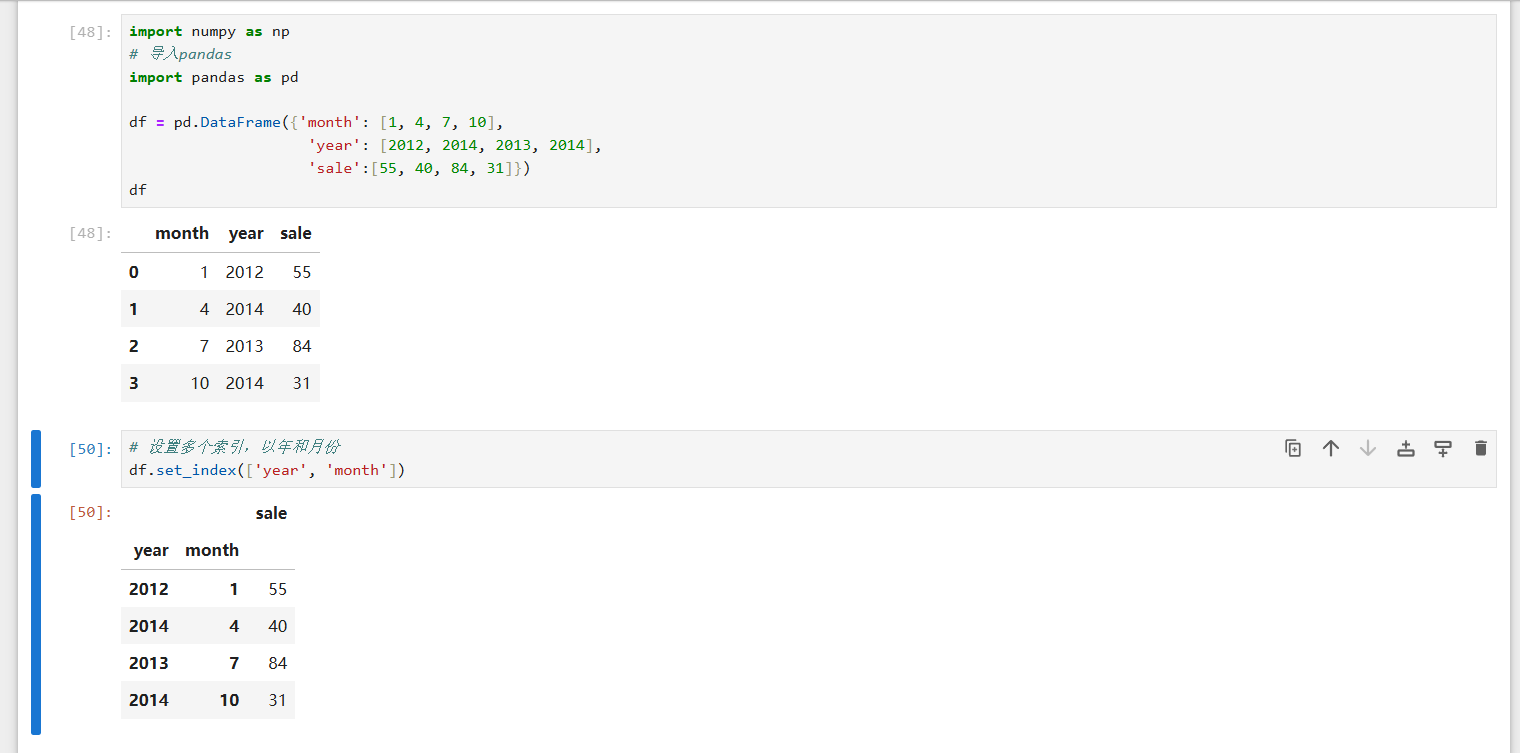 [48]: import numpy as np
# 导入pandas
import pandas as pd
df = pd.DataFrame({'month': [1, 4, 7, 10],
'year': [2012, 2014, 2013, 2014],
'sale':[55, 40, 84, 31]})
df
[48]: month year sale
0 1 2012 55
1 4 2014 40
2 7 2013 84
3 10 2014 31
[50]: # 设置多个索引，以年和月份
df.set_index(['year', 'month'])
[50]: sale
year month
2012 1 55
2014 4 40
2013 7 84
2014 10 31